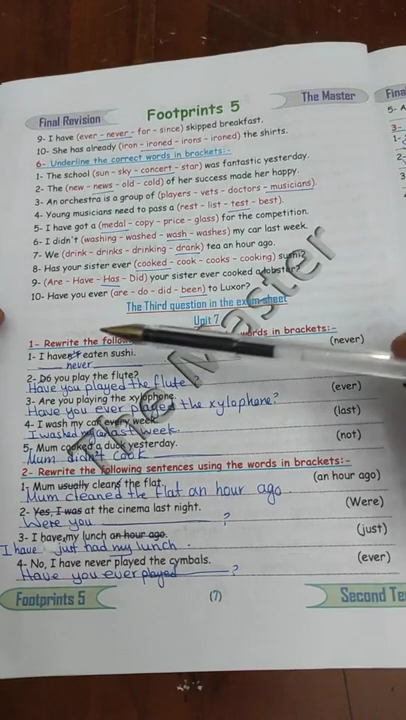 Final Revision
Footprints 5
The Master
Fina
9- I have (ever - never - for - since) skipped breakfast.
10- She has already (iron - ironed - irons - ironed) the shirts.
6- Underline the correct words in brackets:-
1- The school (sun - sky - concert - star) was fantastic yesterday.
2- The (new - news - old - cold) of her success made her happy.
3- An orchestra is a group of (players - vets - doctors - musicians).
4- Young musicians need to pass a (rest - list - test - best).
5- I have got a (medal - copy - price - glass) for the competition.
6- I didn't (washing - washed - wash - washes) my car last week.
7- We (drink - drinks - drinking - drank) tea an hour ago.
8- Has your sister ever (cooked - cook - cooks - cooking) sushi?
9- (Are - Have - Has - Did) your sister ever cooked a lobster?
10- Have you ever (are - do - did - been) to Luxor?
The Third question in the exam sheet
Unit 7
1- Rewrite the follow words in brackets:-
1- I haven't eaten sushi. (never)
never
2- Do you play the flute? (ever)
Have you played the flute
3- Are you playing the xylophone.
Have you ever played the xylophone?
4- I wash my car every week. (last)
I washed last week.
5- Mum cooked a duck yesterday. (not)
Mum didn't cook
2- Rewrite the following sentences using the words in brackets:-
1- Mum usually cleans the flat. (an hour ago)
Mum cleaned the flat an hour ago
2- Yes, I was at the cinema last night. (Were)
Were you ?
3- I have my lunch an hour ago. (just)
I have just had my lunch.
4- No, I have never played the cymbals. (ever)
Have you ever played ?
Footprints 5
(7)
Second Te
The Master